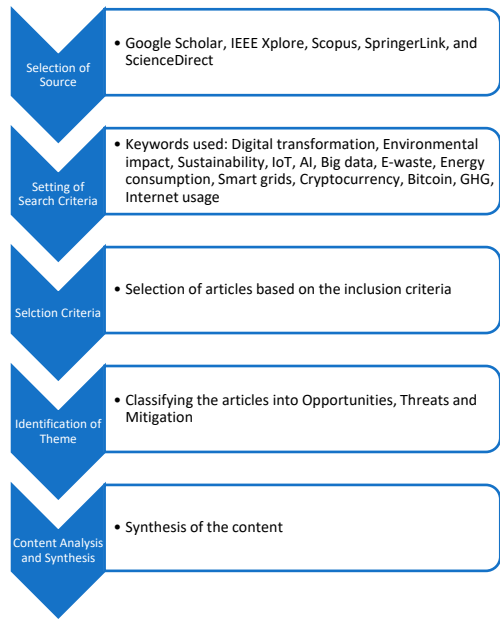 Selection of
Source
• Google Scholar, IEEE Xplore, Scopus, SpringerLink, and
ScienceDirect
Setting of
Search Criteria
• Keywords used: Digital transformation, Environmental
impact, Sustainability, IoT, AI, Big data, E-waste, Energy
consumption, Smart grids, Cryptocurrency, Bitcoin, GHG,
Internet usage
Selction Criteria
• Selection of articles based on the inclusion criteria
Identification of
Theme
• Classifying the articles into Opportunities, Threats and
Mitigation
Content Analysis
and Synthesis
• Synthesis of the content